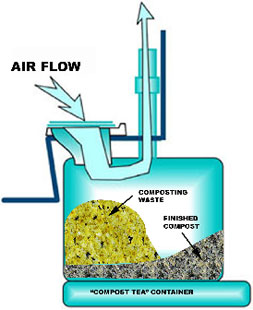 AIR FLOW
COMPOSTING
WASTE
FINISHED
COMPOST
"COMPOST TEA" CONTAINER